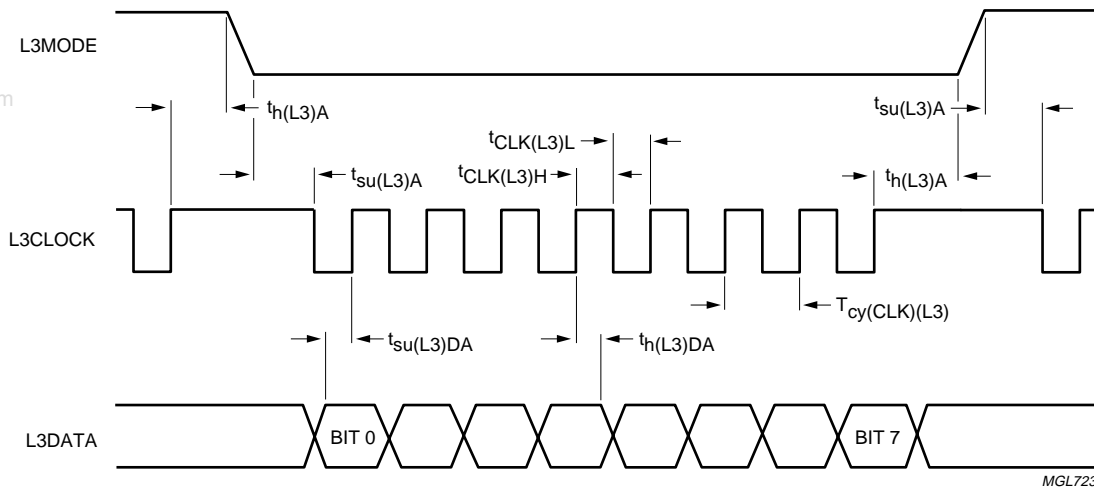 L3MODE
m
th(L3)A
tsu(L3)A
tCLK(L3)L
tsu(L3)A
tCLK(L3)H
th(L3)A
L3CLOCK
Tcy(CLK)(L3)
tsu(L3)DA
th(L3)DA
L3DATA
BIT 0
BIT 7
MGL723